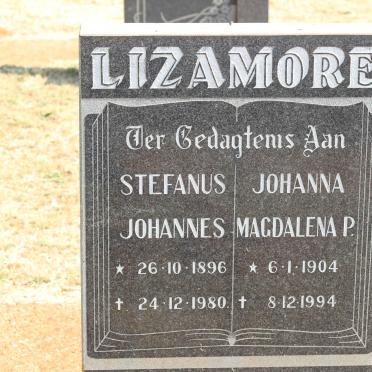 LIZAMORE
Ter Gedagtenis Aan
STEFANUS JOHANNA
JOHANNES MAGDALENA P.
★ 26·10·1896 ★ 6·1·1904
✝ 24·12·1980. ✝ 8·12·1994